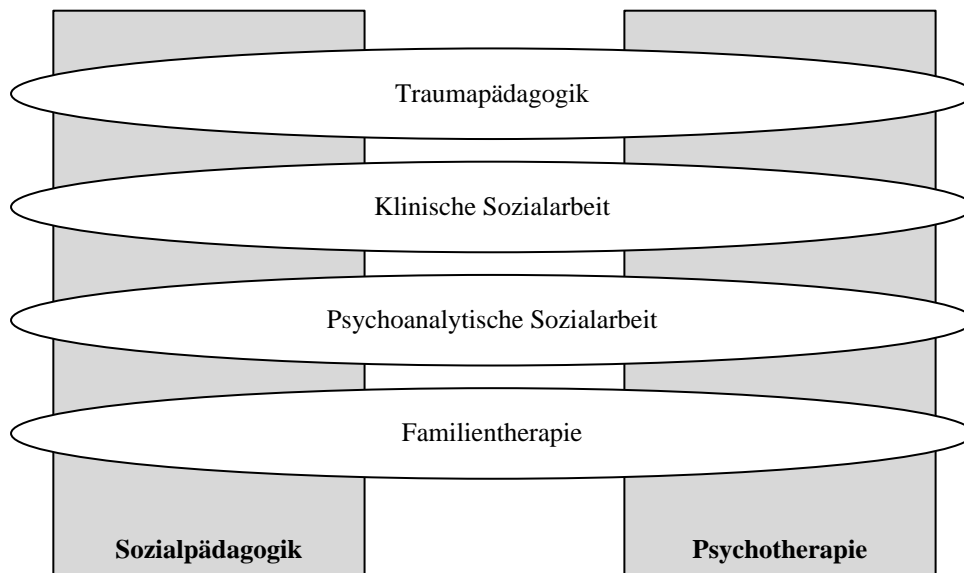 Traumapädagogik
Klinische Sozialarbeit
Psychoanalytische Sozialarbeit
Familientherapie
Sozialpädagogik
Psychotherapie